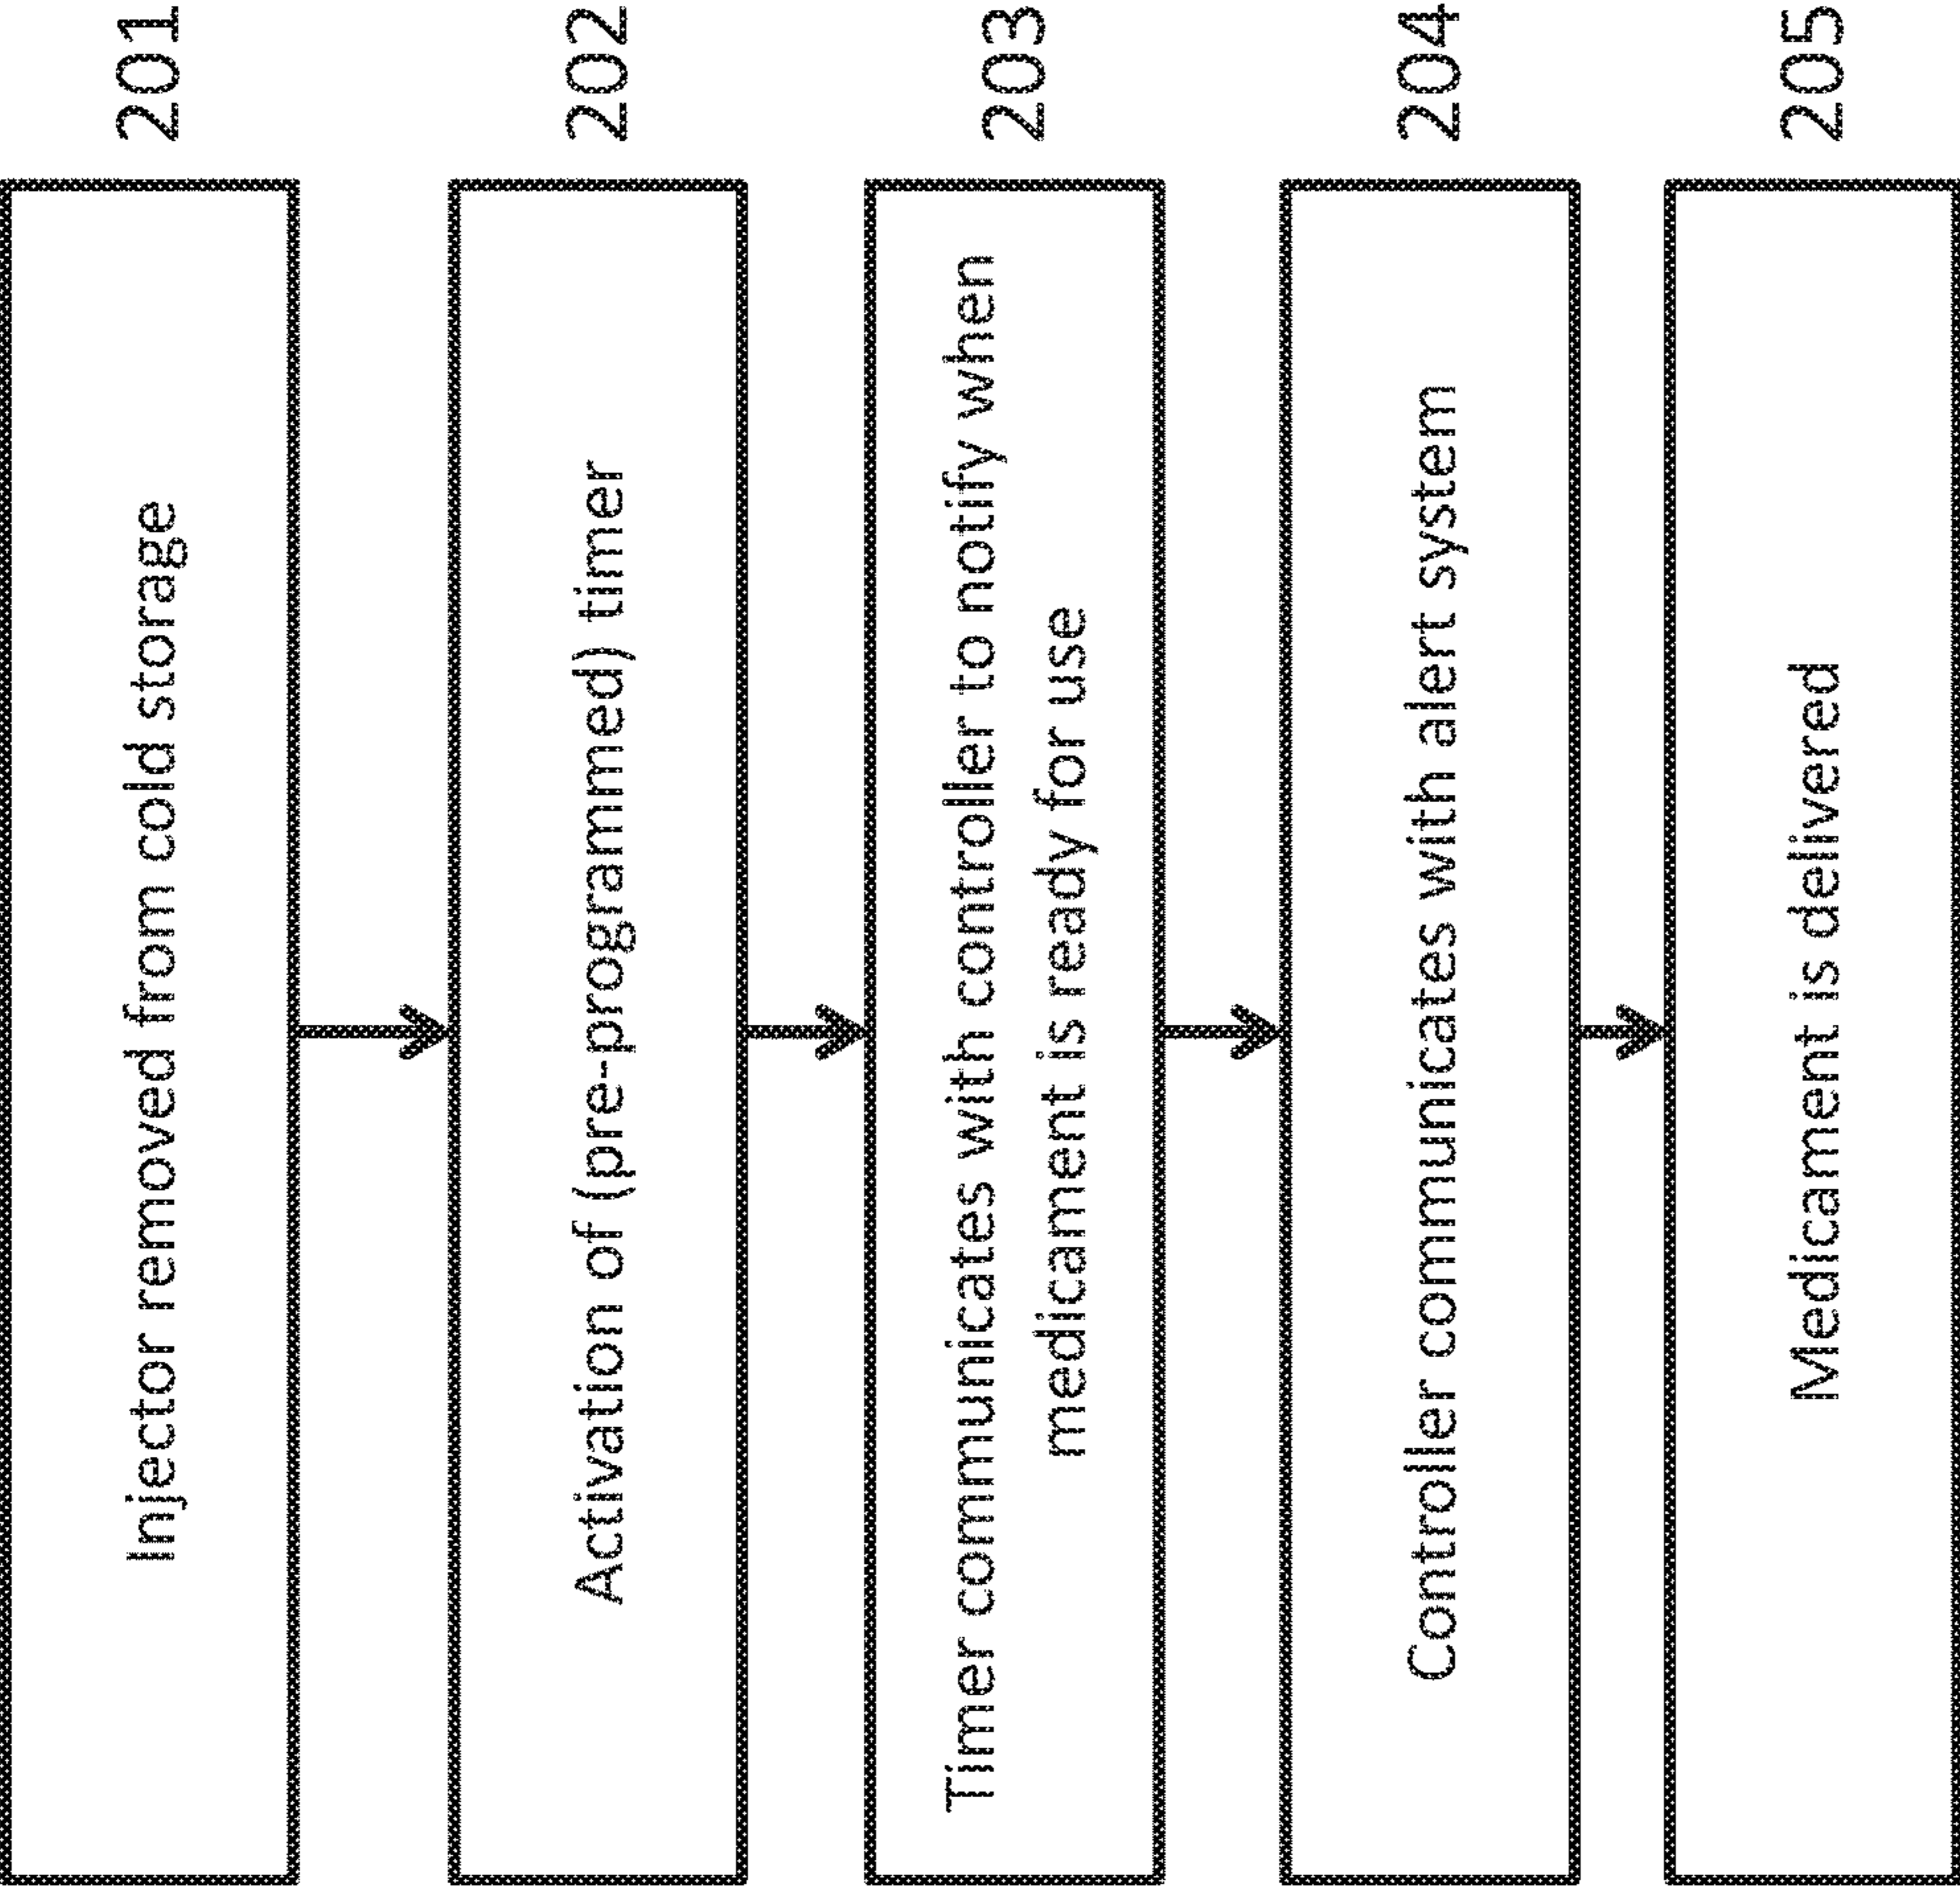 Injector removed from cold storage
201
Activation of (pre-programmed) timer
202
Timer communicates with controller to notify when
medicament is ready for use
203
Controller communicates with alert system
204
Medicament is delivered
205